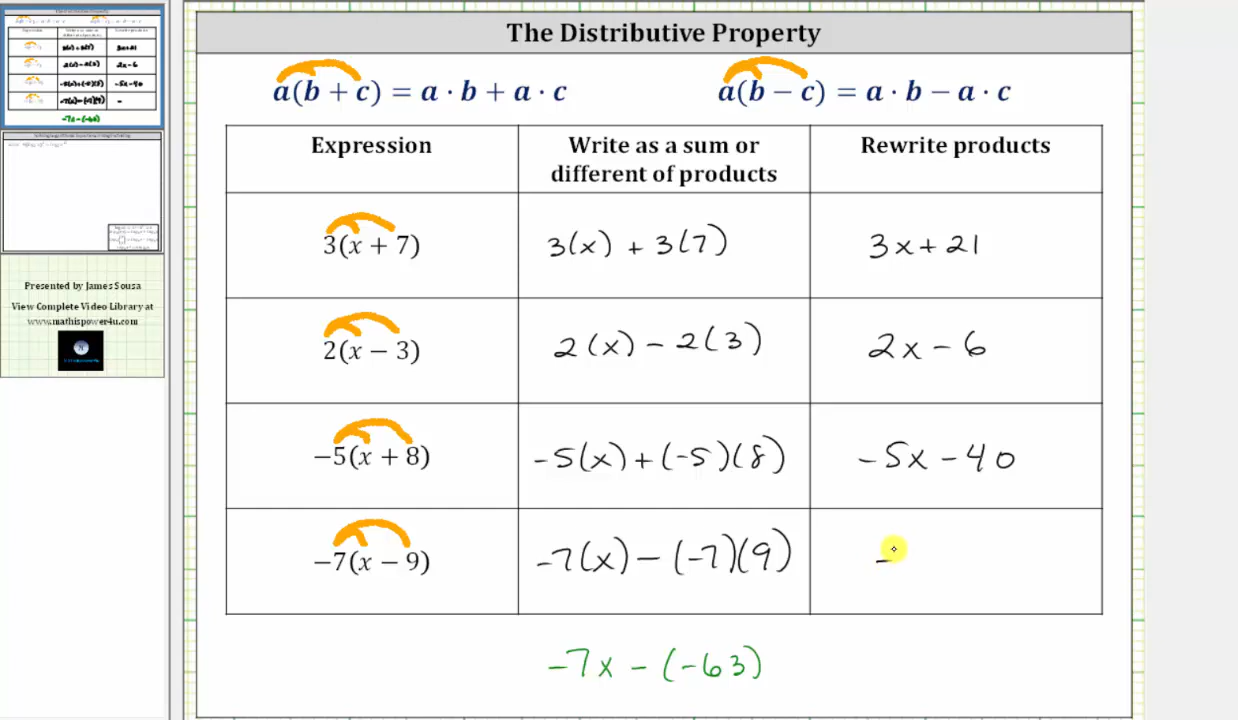 The Distributive Property
a(b + c) = a · b + a · c
a(b − c) = a · b − a · c
Expression
Write as a sum or
different of products
Rewrite products
3(x + 7)
3(x) + 3(7)
3x + 21
2(x − 3)
2(x) − 2(3)
2x − 6
−5(x + 8)
-5(x) + (-5)(8)
-5x - 40
−7(x − 9)
-7(x) - (-7)(9)
-
-7x - (-63)
Presented by James Sousa
View Complete Video Library at
www.mathispower4u.com